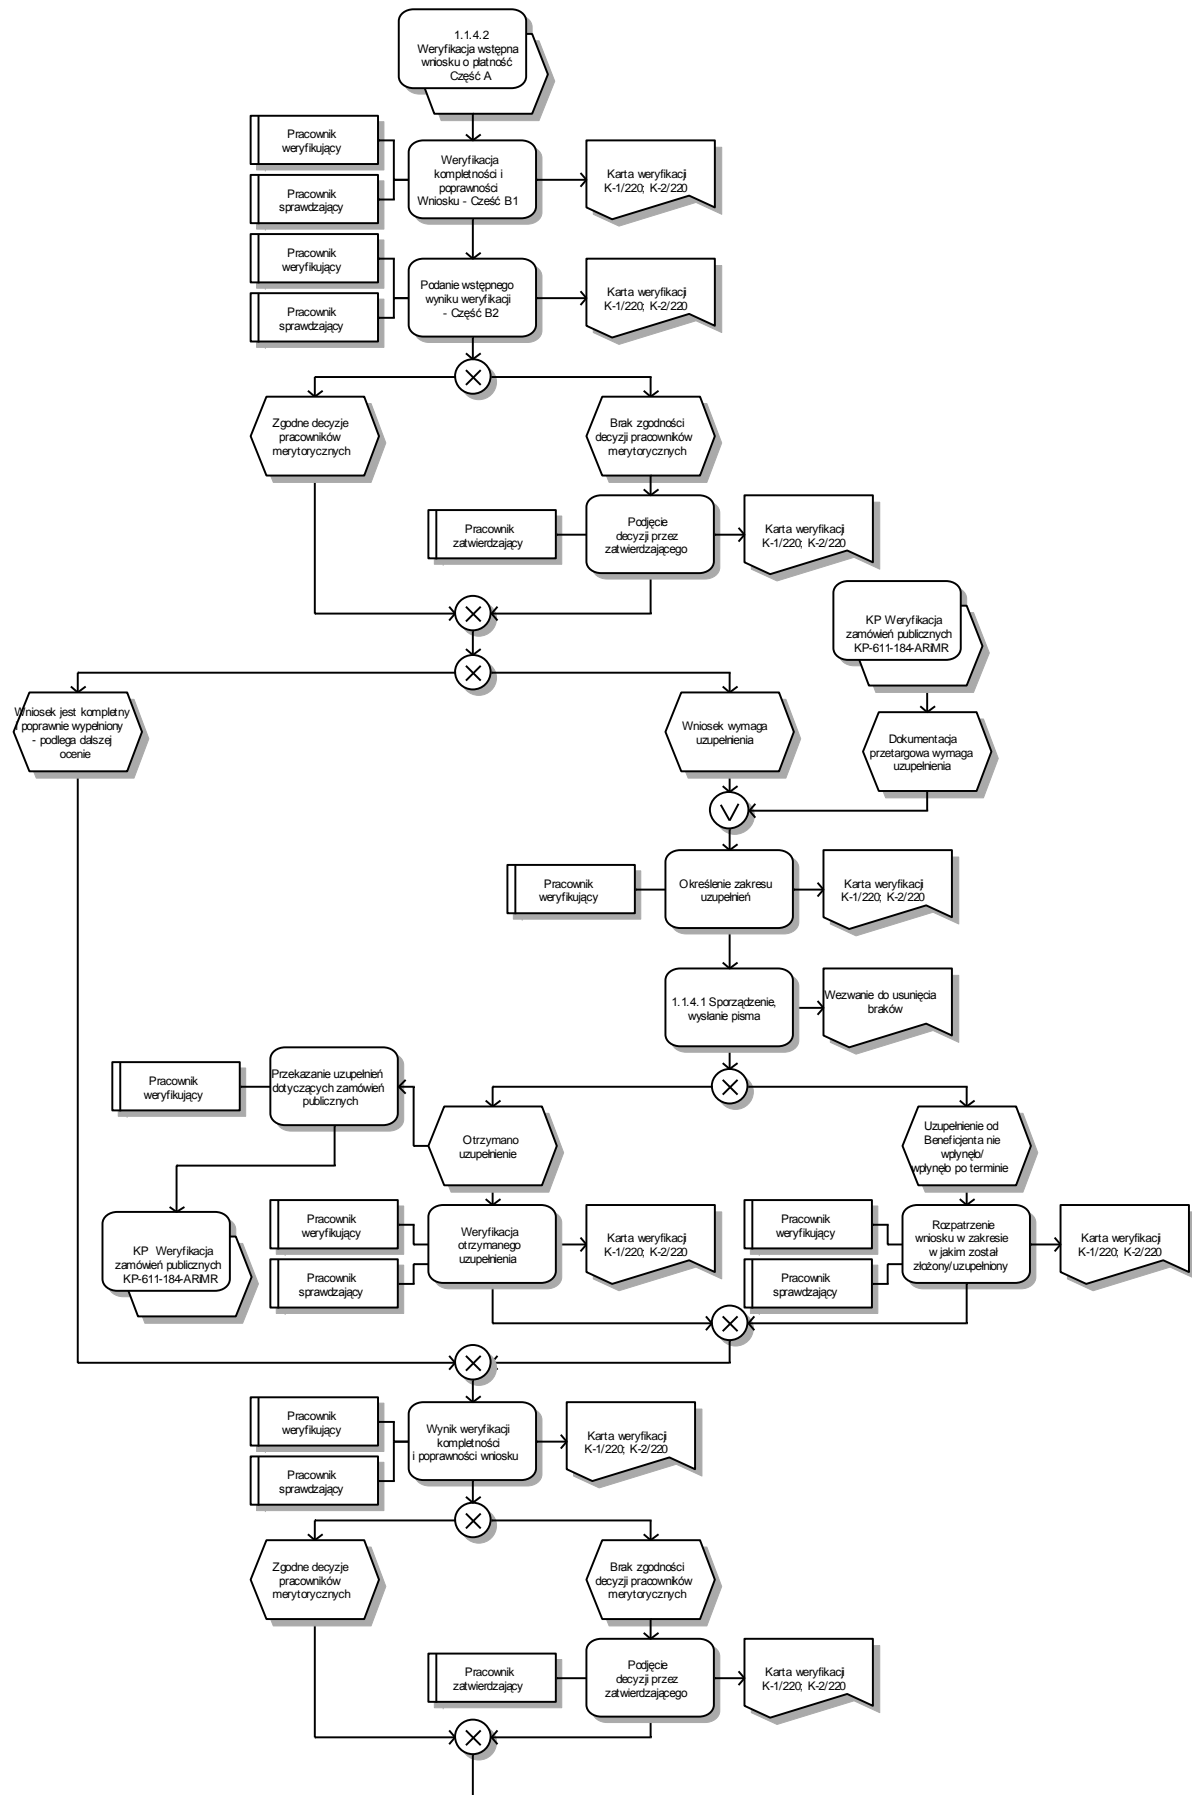 1.1.4.2
Weryfikacja wstępna
wniosku o płatność
Część A
Pracownik
weryfikujący
Pracownik
sprawdzający
Weryfikacja
kompletności i
poprawności
Wniosku - Cześć B1
Karta weryfikacji
K-1/220; K-2/220
Pracownik
weryfikujący
Pracownik
sprawdzający
Podanie wstępnego
wyniku weryfikacji
- Część B2
Karta weryfikacji
K-1/220; K-2/220
Zgodne decyzje
pracowników
merytorycznych
Brak zgodności
decyzji pracowników
merytorycznych
Pracownik
zatwierdzający
Podjęcie
decyzji przez
zatwierdzającego
Karta weryfikacji
K-1/220; K-2/220
KP Weryfikacja
zamówień publicznych
KP-611-184-ARiMR
Wniosek jest kompletny
i poprawnie wypełniony
- podlega dalszej
ocenie
Wniosek wymaga
uzupełnienia
Dokumentacja
przetargowa wymaga
uzupełnienia
Pracownik
weryfikujący
Określenie zakresu
uzupełnień
Karta weryfikacji
K-1/220; K-2/220
1.1.4.1 Sporządzenie,
wysłanie pisma
Wezwanie do usunięcia
braków
Pracownik
weryfikujący
Przekazanie uzupełnień
dotyczących zamówień
publicznych
Otrzymano
uzupełnienie
Uzupełnienie od
Beneficjenta nie
wpłynęło/
wpłynęło po terminie
KP Weryfikacja
zamówień publicznych
KP-611-184-ARiMR
Pracownik
weryfikujący
Pracownik
sprawdzający
Weryfikacja
otrzymanego
uzupełnienia
Karta weryfikacji
K-1/220; K-2/220
Pracownik
weryfikujący
Pracownik
sprawdzający
Rozpatrzenie
wniosku w zakresie
w jakim został
złożony/uzupełniony
Karta weryfikacji
K-1/220; K-2/220
Pracownik
weryfikujący
Pracownik
sprawdzający
Wynik weryfikacji
kompletności
i poprawności wniosku
Karta weryfikacji
K-1/220; K-2/220
Zgodne decyzje
pracowników
merytorycznych
Brak zgodności
decyzji pracowników
merytorycznych
Pracownik
zatwierdzający
Podjęcie
decyzji przez
zatwierdzającego
Karta weryfikacji
K-1/220; K-2/220